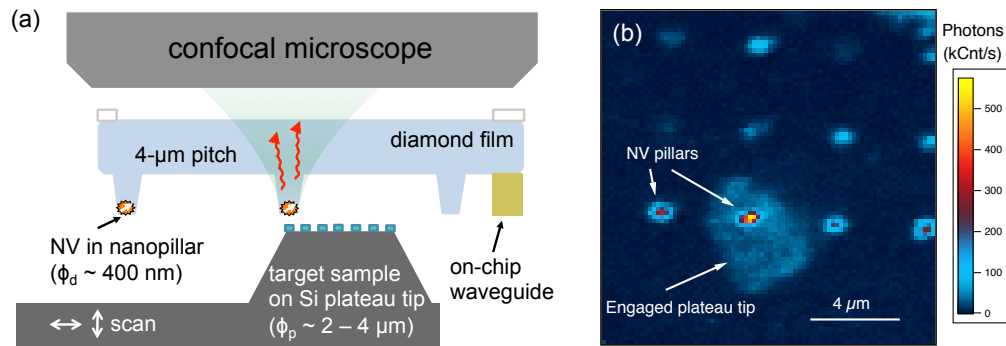 (a)
confocal microscope
4-µm pitch
diamond film
NV in nanopillar
(ϕd ~ 400 nm)
target sample
on Si plateau tip
(ϕp ~ 2 – 4 µm)
on-chip
waveguide
scan
(b)
NV pillars
Engaged plateau tip
4 µm
Photons
(kCnt/s)
500
400
300
200
100
0